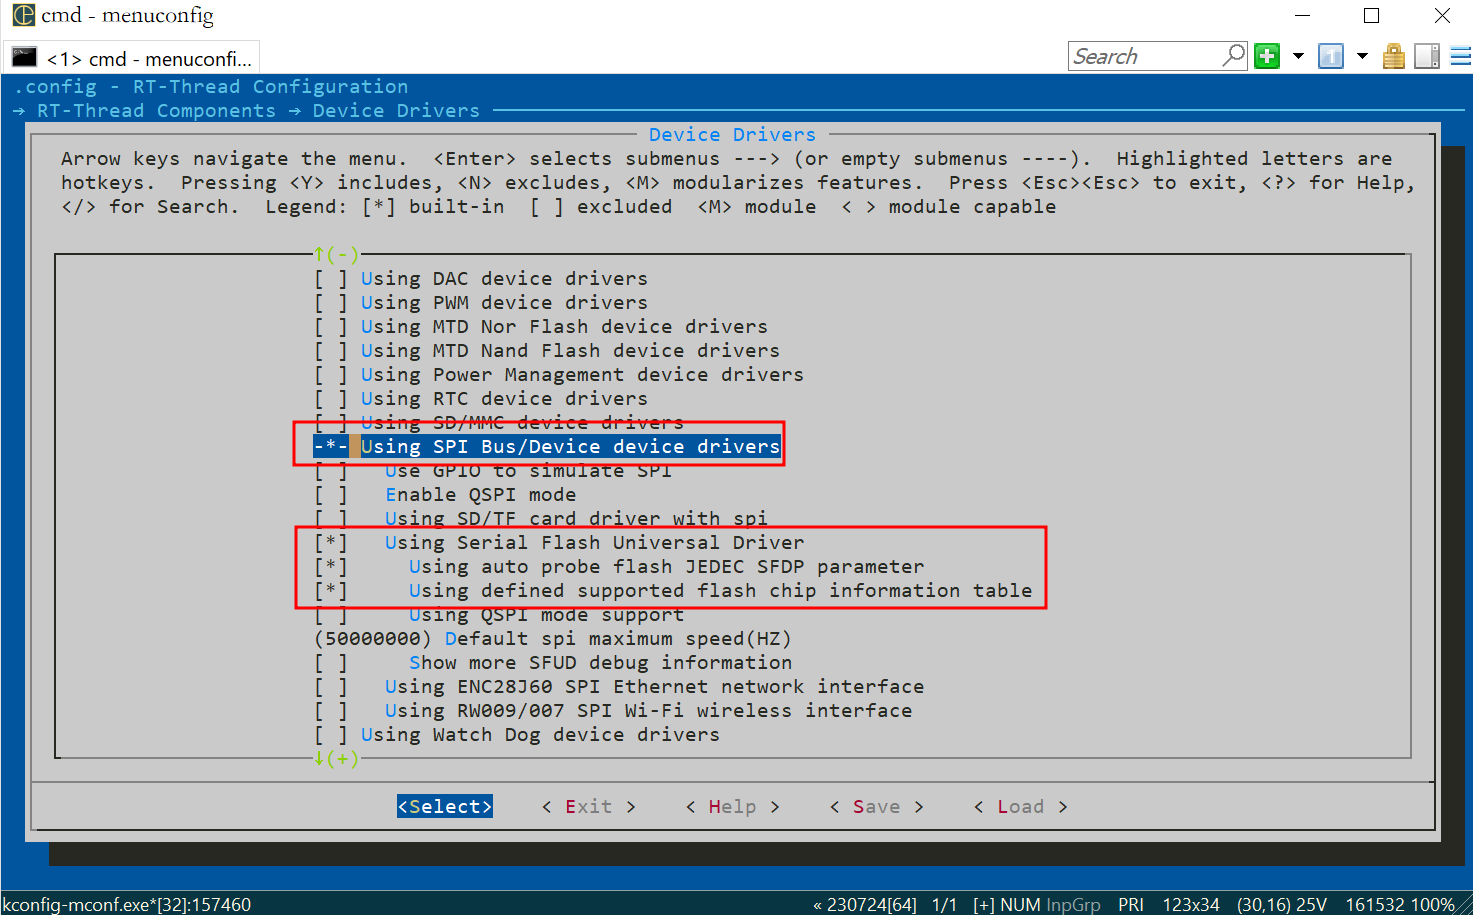 cmd - menuconfig
<1> cmd - menuconfi...
Search
.config - RT-Thread Configuration
→ RT-Thread Components → Device Drivers
Device Drivers
Arrow keys navigate the menu.  <Enter> selects submenus ---> (or empty submenus ----).  Highlighted letters are
hotkeys.  Pressing <Y> includes, <N> excludes, <M> modularizes features.  Press <Esc><Esc> to exit, <?> for Help,
</> for Search.  Legend: [*] built-in  [ ] excluded  <M> module  < > module capable
↑(-)
[ ] Using DAC device drivers
[ ] Using PWM device drivers
[ ] Using MTD Nor Flash device drivers
[ ] Using MTD Nand Flash device drivers
[ ] Using Power Management device drivers
[ ] Using RTC device drivers
[ ] Using SD/MMC device drivers
-*- Using SPI Bus/Device device drivers
[ ]   Use GPIO to simulate SPI
[ ]   Enable QSPI mode
[ ]   Using SD/TF card driver with spi
[*]   Using Serial Flash Universal Driver
[*]     Using auto probe flash JEDEC SFDP parameter
[*]     Using defined supported flash chip information table
[ ]     Using QSPI mode support
(50000000) Default spi maximum speed(HZ)
[ ]     Show more SFUD debug information
[ ]   Using ENC28J60 SPI Ethernet network interface
[ ]   Using RW009/007 SPI Wi-Fi wireless interface
[ ] Using Watch Dog device drivers
↓(+)
<Select>    < Exit >    < Help >    < Save >    < Load >
kconfig-mconf.exe*[32]:157460    « 230724[64]  1/1  [+] NUM InpGrp  PRI  123x34  (30,16) 25V  161532 100%